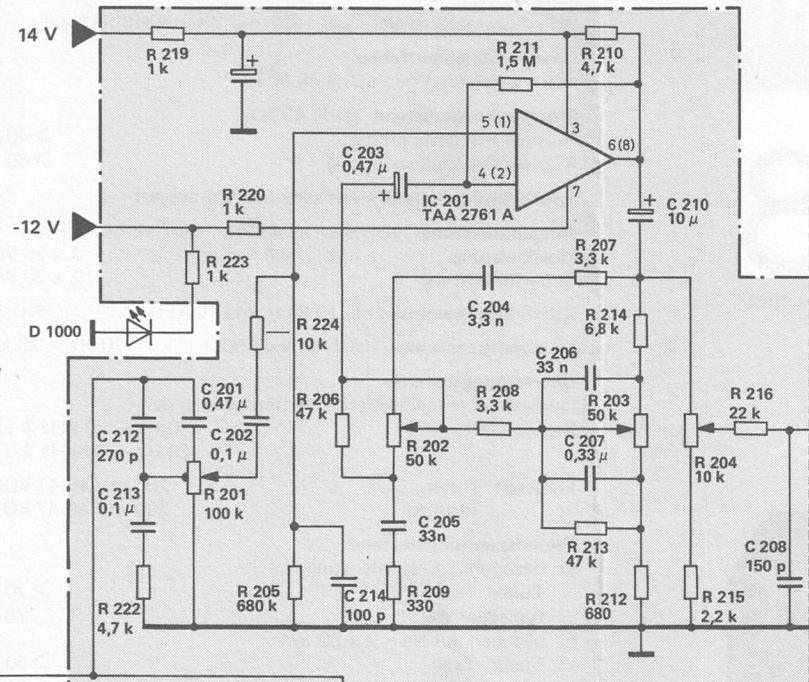 14 V
R 219
1 k
+
R 211
1,5 M
R 210
4,7 k
5 (1)
3
6(8)
C 203
0,47 µ
+
4 (2)
7
IC 201
TAA 2761 A
+
C 210
10 µ
R 220
1 k
-12 V
R 223
1 k
R 207
3,3 k
C 204
3,3 n
D 1000
R 224
10 k
R 214
6,8 k
C 206
33 n
C 201
0,47 µ
R 206
47 k
R 208
3,3 k
R 203
50 k
R 216
22 k
C 212
270 p
C 202
0,1 µ
R 202
50 k
C 207
0,33 µ
R 204
10 k
C 213
0,1 µ
R 201
100 k
C 205
33n
R 213
47 k
C 208
150 p
R 222
4,7 k
R 205
680 k
C 214
100 p
R 209
330
R 212
680
R 215
2,2 k